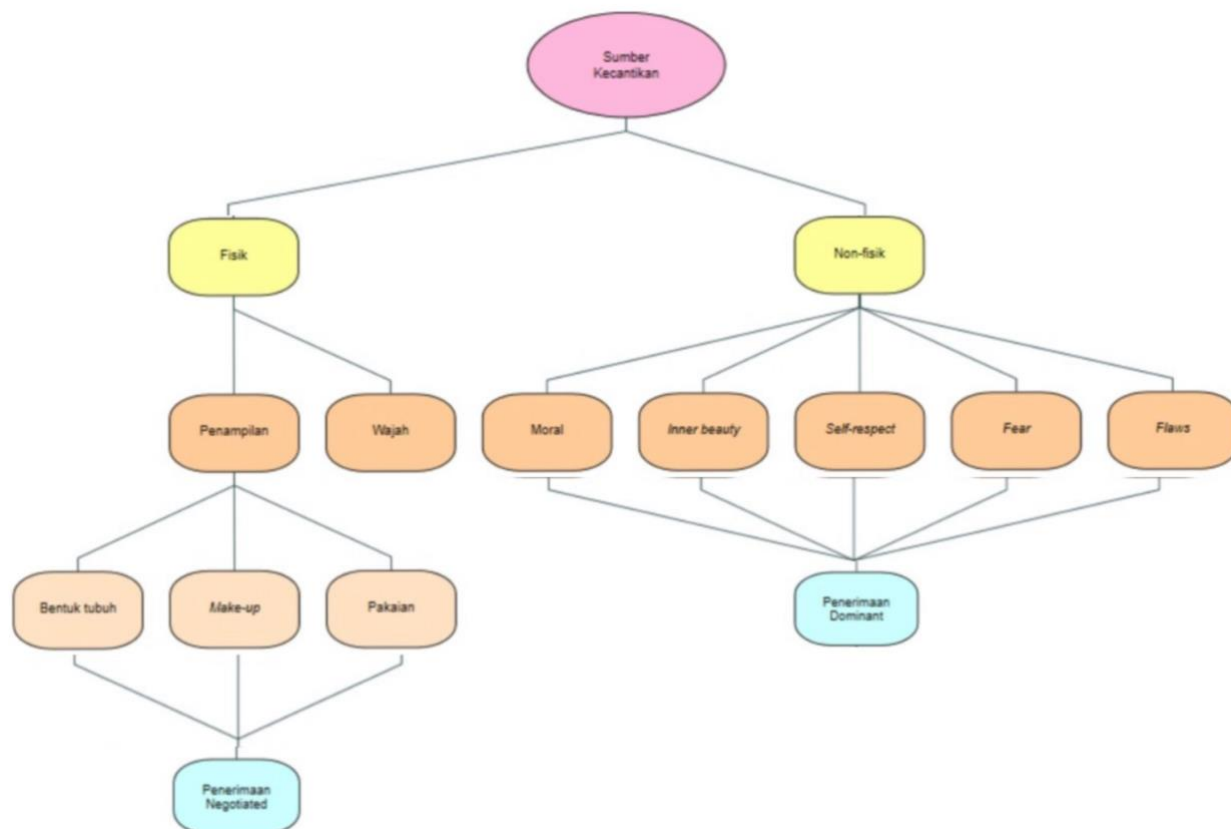 Sumber
Kecantikan
Fisik
Non-fisik
Penampilan
Wajah
Moral
Inner beauty
Self-respect
Fear
Flaws
Bentuk tubuh
Make-up
Pakaian
Penerimaan
Dominant
Penerimaan
Negotiated